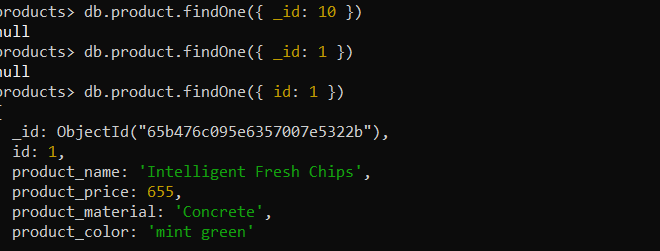 products> db.product.findOne({ _id: 10 })
null
products> db.product.findOne({ _id: 1 })
null
products> db.product.findOne({ id: 1 })
{
_id: ObjectId("65b476c095e6357007e5322b"),
id: 1,
product_name: 'Intelligent Fresh Chips',
product_price: 655,
product_material: 'Concrete',
product_color: 'mint green'